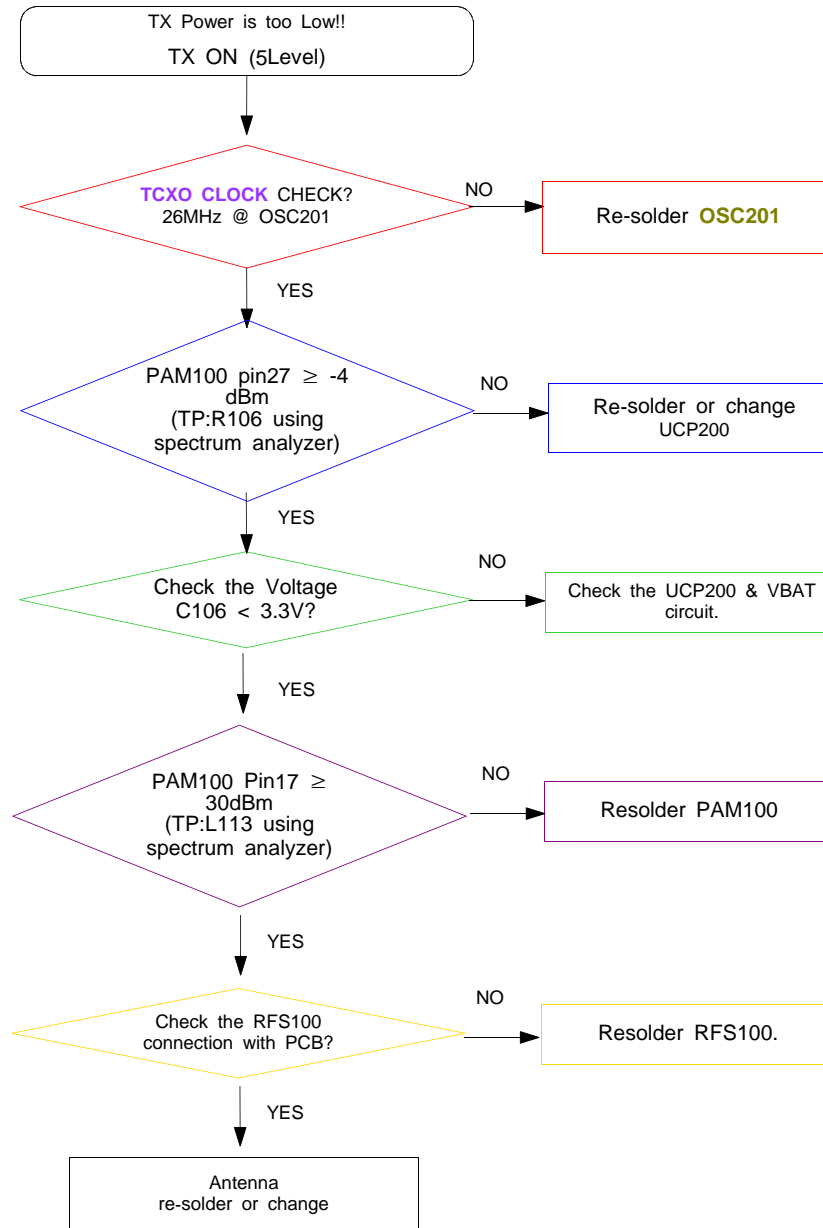 TX Power is too Low!!
TX ON (5Level)
TCXO CLOCK CHECK?
26MHz @ OSC201
NO
Re-solder OSC201
YES
PAM100 pin27 ≥ -4
dBm
(TP:R106 using
spectrum analyzer)
NO
Re-solder or change
UCP200
YES
Check the Voltage
C106 < 3.3V?
NO
Check the UCP200 & VBAT
circuit.
YES
PAM100 Pin17 ≥
30dBm
(TP:L113 using
spectrum analyzer)
NO
Resolder PAM100
YES
Check the RFS100
connection with PCB?
NO
Resolder RFS100.
YES
Antenna
re-solder or change